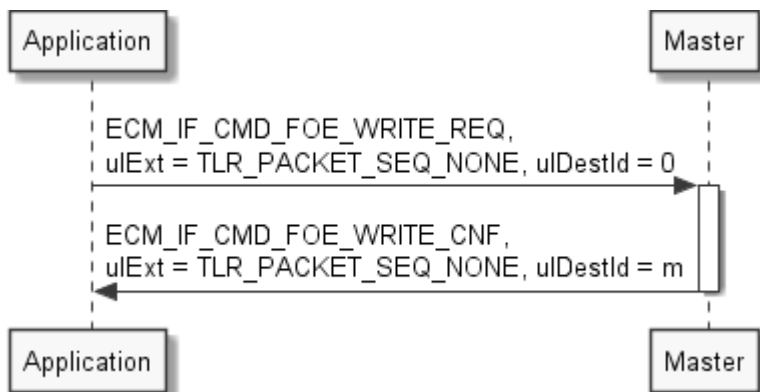 Application
Master
ECM_IF_CMD_FOE_WRITE_REQ,
ulExt = TLR_PACKET_SEQ_NONE, ulDestId = 0
ECM_IF_CMD_FOE_WRITE_CNF,
ulExt = TLR_PACKET_SEQ_NONE, ulDestId = m
Application
Master